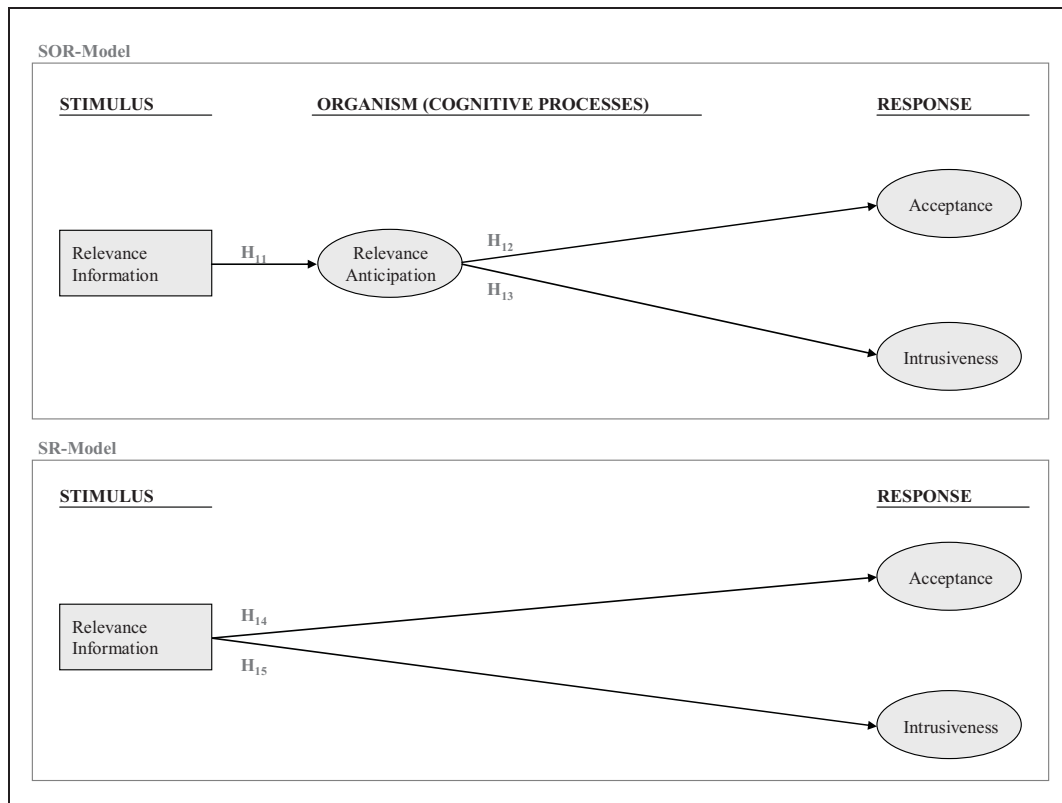 SOR-Model
STIMULUS
ORGANISM (COGNITIVE PROCESSES)
RESPONSE
Acceptance
Relevance
Information
H11
Relevance
Anticipation
H12
H13
Intrusiveness
SR-Model
STIMULUS
RESPONSE
Acceptance
Relevance
Information
H14
H15
Intrusiveness